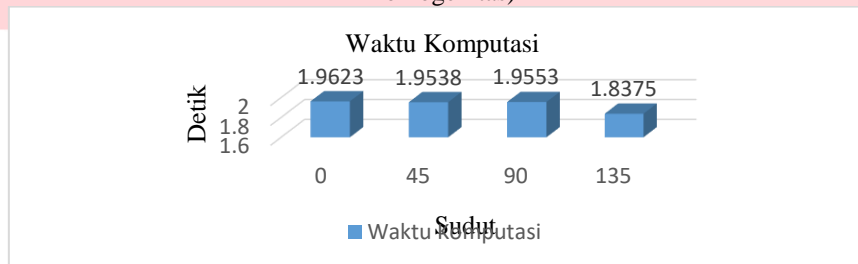 Waktu Komputasi
1.9623 1.9538 1.9553 1.8375
Detik
2
1.8
1.6
0 45 90 135
Sudut
Waktu Komputasi